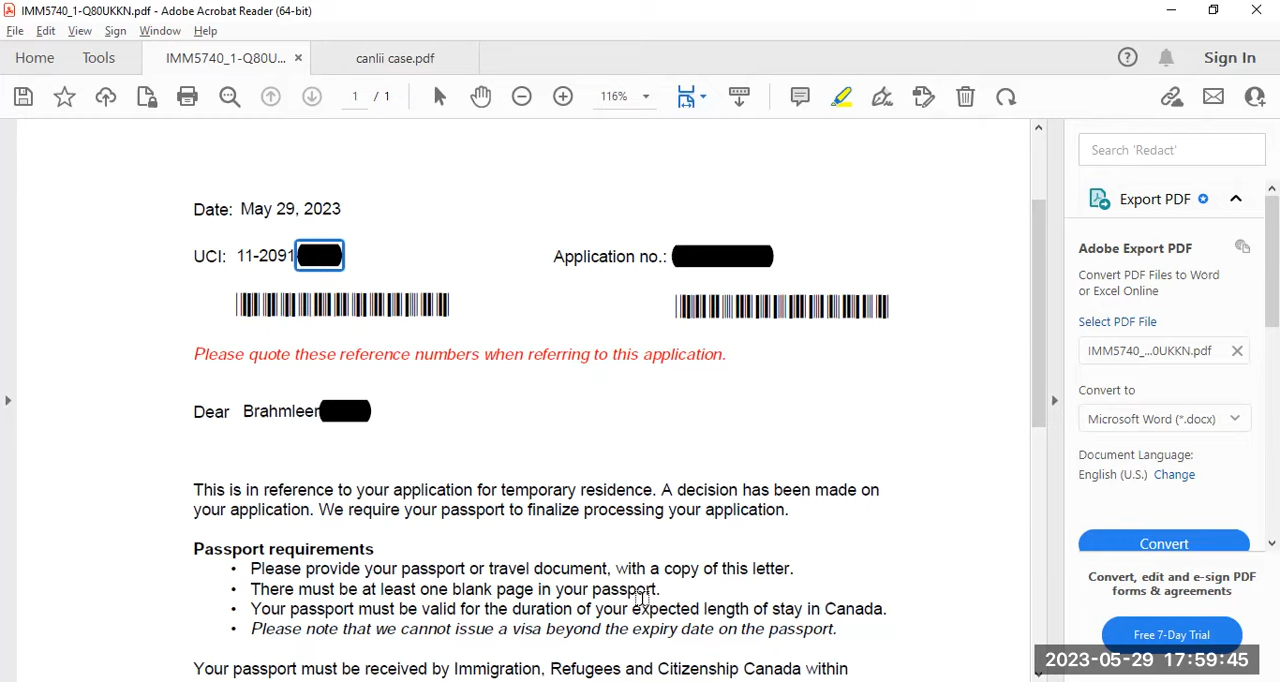 IMM5740_1-Q80UKKN.pdf - Adobe Acrobat Reader (64-bit)
File Edit View Sign Window Help
Home Tools IMM5740_1-Q80U... × canlii case.pdf Sign In
1 / 1 116%
Search 'Redact'
Date: May 29, 2023
Export PDF
UCI: 11-2091 Application no.:
Adobe Export PDF
Convert PDF Files to Word
or Excel Online
Select PDF File
Please quote these reference numbers when referring to this application.
IMM5740_...0UKKN.pdf
Convert to
Dear Brahmleen
Microsoft Word (*.docx)
Document Language:
English (U.S.) Change
This is in reference to your application for temporary residence. A decision has been made on
your application. We require your passport to finalize processing your application.
Convert
Passport requirements
• Please provide your passport or travel document, with a copy of this letter.
• There must be at least one blank page in your passport.
• Your passport must be valid for the duration of your expected length of stay in Canada.
• Please note that we cannot issue a visa beyond the expiry date on the passport.
Convert, edit and e-sign PDF
forms & agreements
Free 7-Day Trial
Your passport must be received by Immigration, Refugees and Citizenship Canada within
2023-05-29 17:59:45